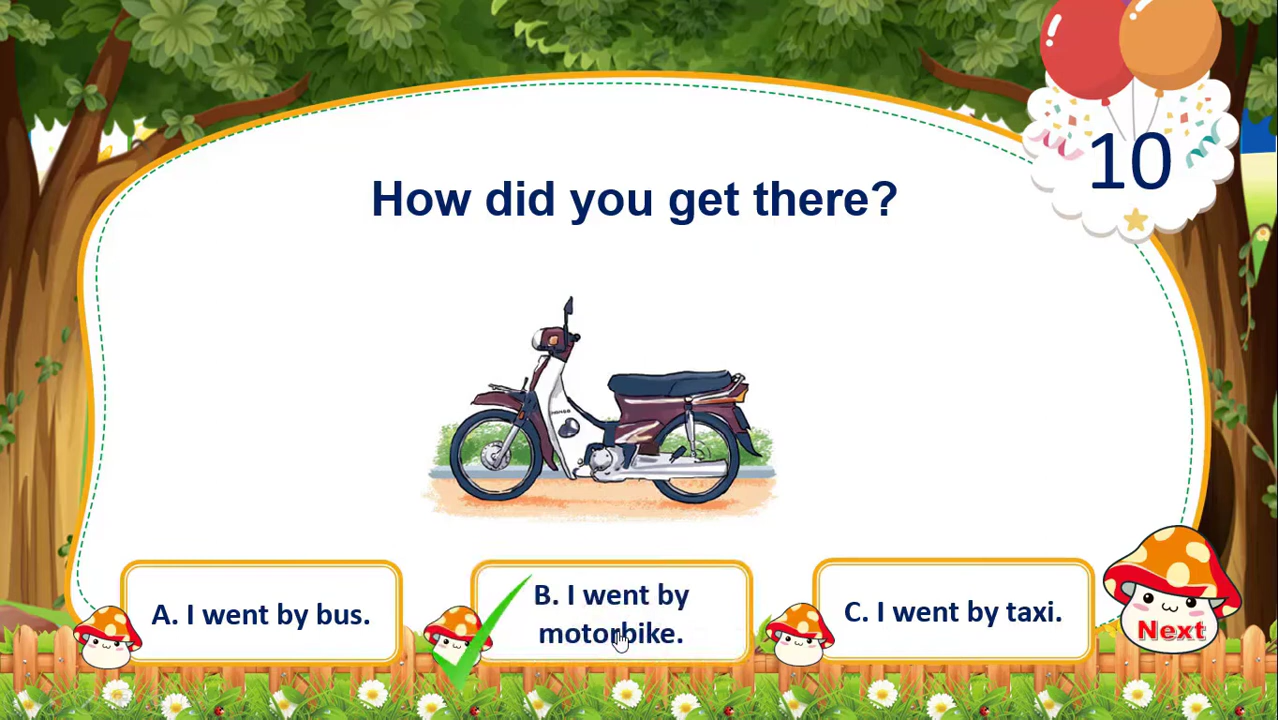 10
How did you get there?
A. I went by bus.
B. I went by
motorbike.
C. I went by taxi.
Next